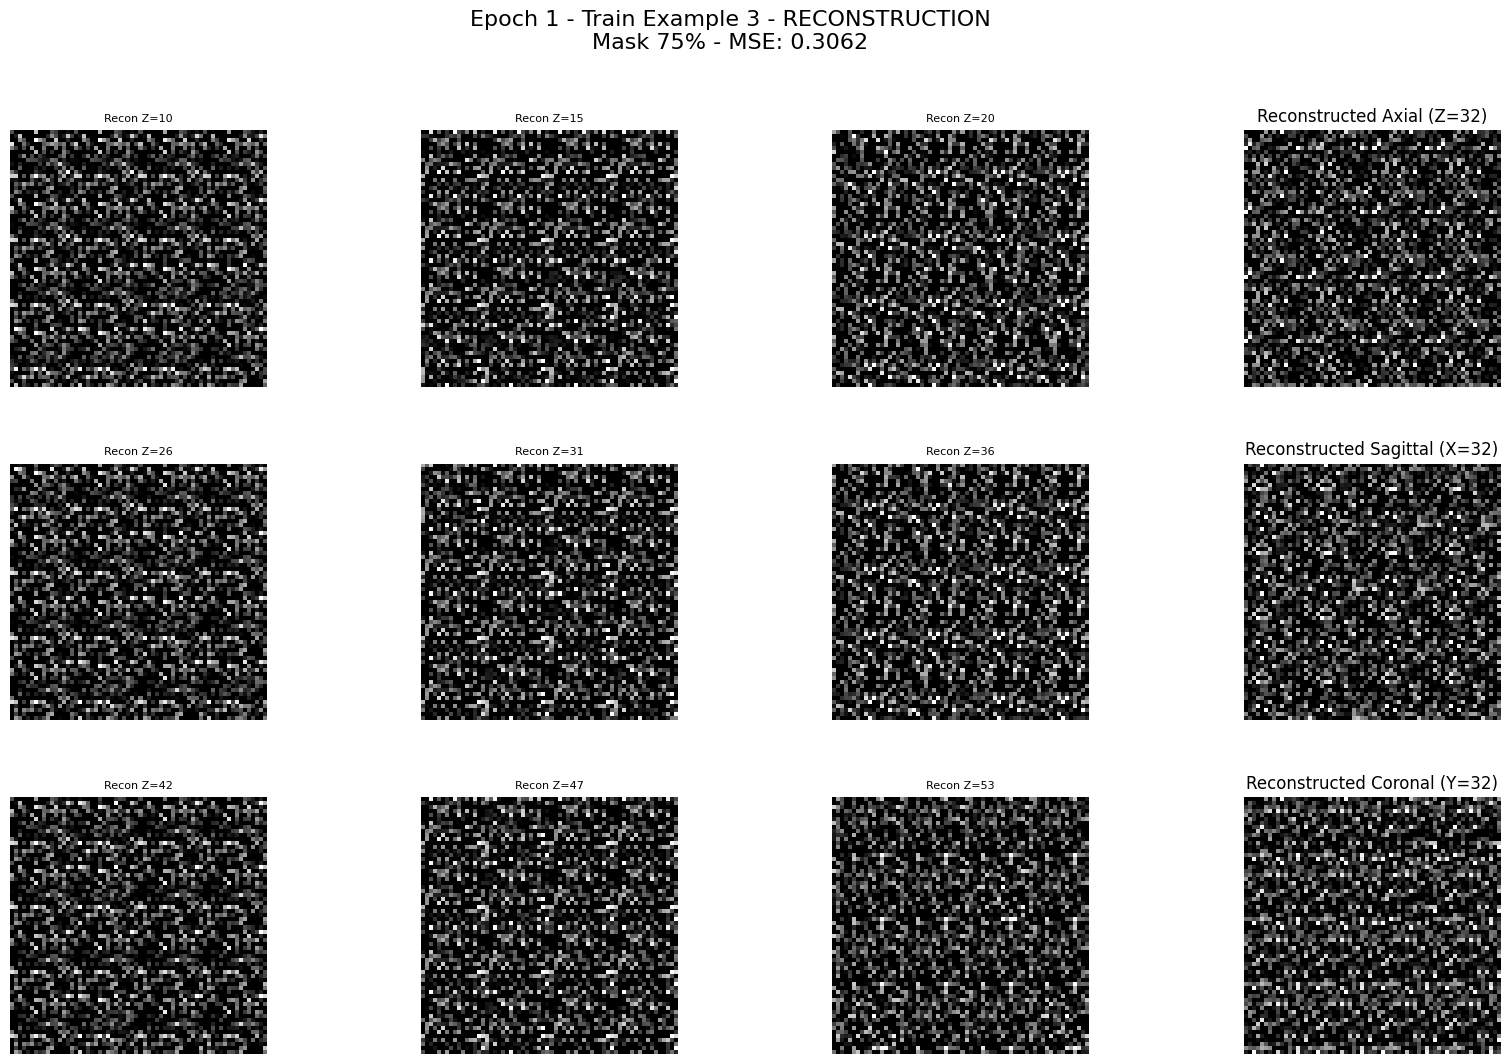 Epoch 1 - Train Example 3 - RECONSTRUCTION
Mask 75% - MSE: 0.3062
Recon Z=10
Recon Z=15
Recon Z=20
Reconstructed Axial (Z=32)
Recon Z=26
Recon Z=31
Recon Z=36
Reconstructed Sagittal (X=32)
Recon Z=42
Recon Z=47
Recon Z=53
Reconstructed Coronal (Y=32)